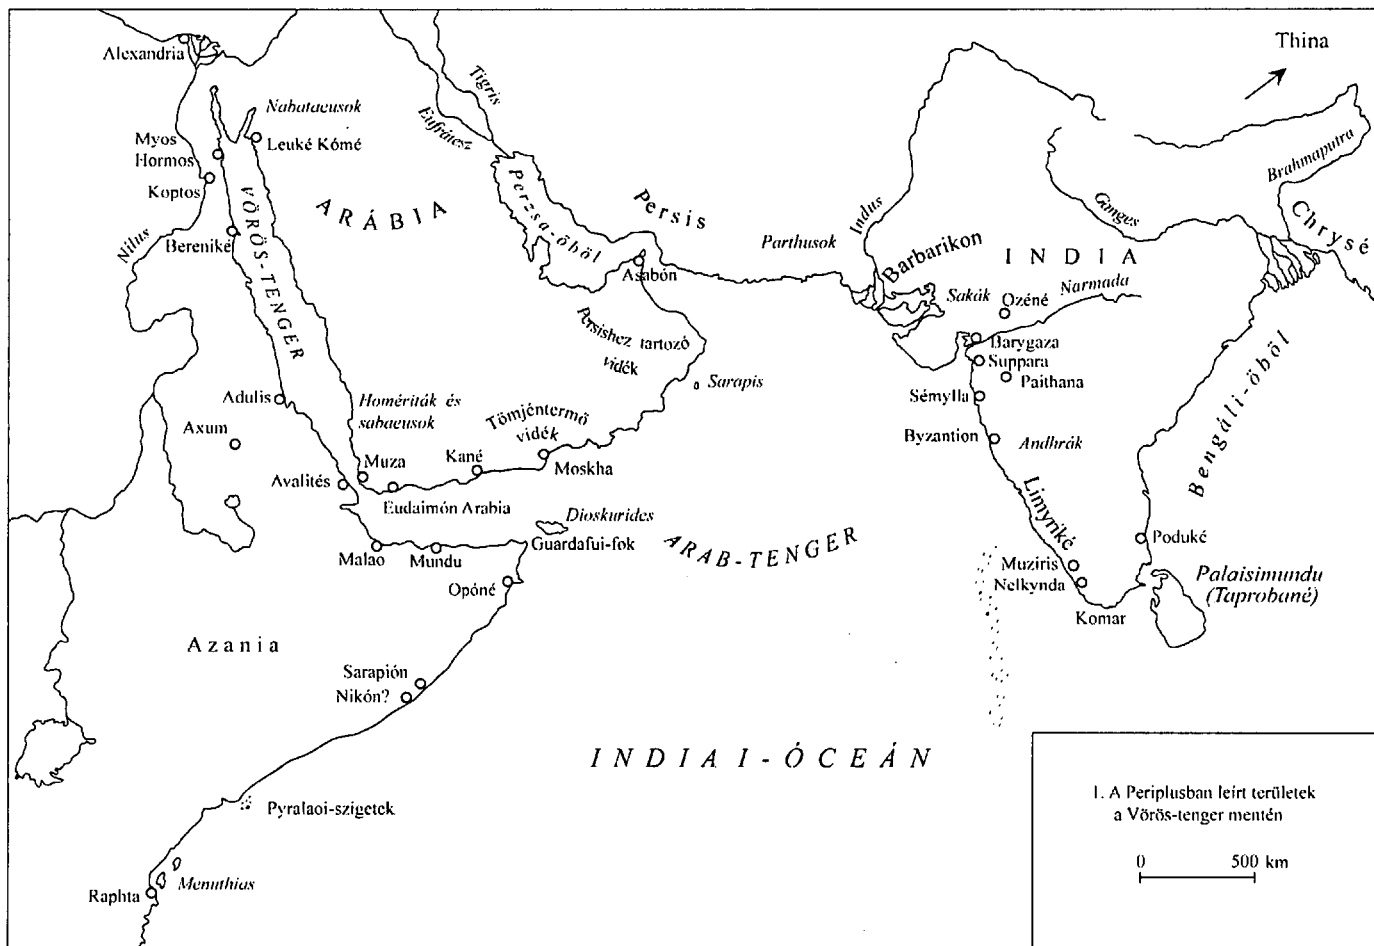 Thina
Alexandria
Tigris
Eufrátesz
Nabataeusok
Myos
Hormos
Leuké Kómé
Koptos
VÖRÖS-TENGER
ARÁBIA
Perzsa-öböl
Persis
Parthusok
Indus
Ganges
Brahmaputra
Chrysé
Nilus
Bereniké
Asabón
Barbarikon
INDIA
Sakák
Ozéné
Narmada
Persishez tartozó
vidék
Barygaza
Suppara
Paithana
Sarapis
Sémylla
Adulis
Homériták és
sabaeusok
Tömjéntermő
vidék
Axum
Byzantion
Andhrák
Bengáli-öböl
Muza
Kané
Moskha
Avalités
Eudaimón Arabia
Limyriké
Dioskurides
Guardafui-fok
ARAB-TENGER
Malao
Mundu
Poduké
Opóné
Muziris
Nelkynda
Palaisimundu
(Taprobané)
Komar
Azania
Sarapión
Nikón?
INDIAI-ÓCEÁN
Pyralaoi-szigetek
Menuthias
Raphta
1. A Periplusban leírt területek
a Vörös-tenger mentén
0 500 km